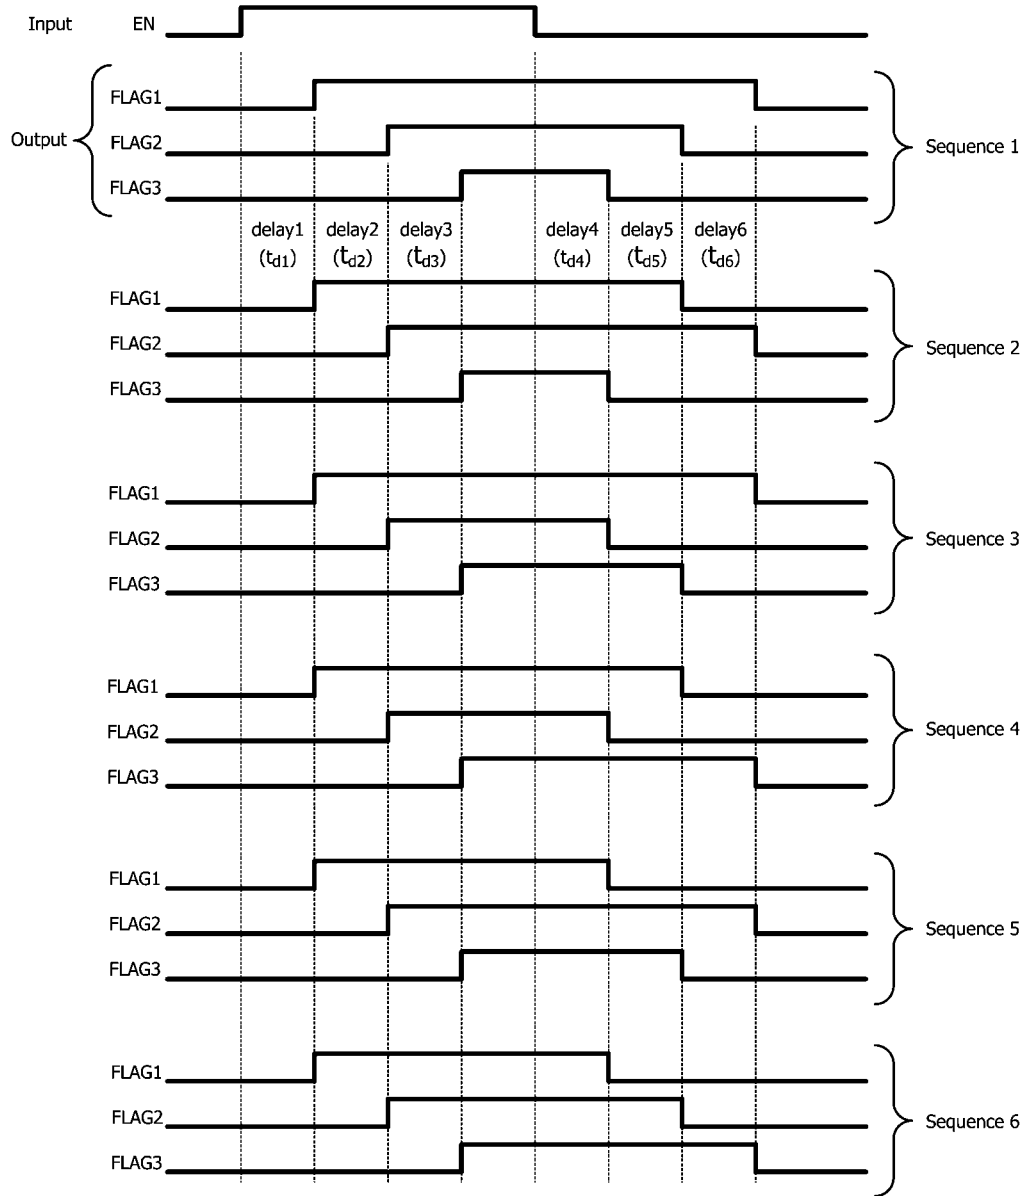 Input EN
FLAG1
Output FLAG2 Sequence 1
FLAG3
delay1 delay2 delay3 delay4 delay5 delay6
(td1) (td2) (td3) (td4) (td5) (td6)
FLAG1
FLAG2 Sequence 2
FLAG3
FLAG1
FLAG2 Sequence 3
FLAG3
FLAG1
FLAG2 Sequence 4
FLAG3
FLAG1
FLAG2 Sequence 5
FLAG3
FLAG1
FLAG2 Sequence 6
FLAG3